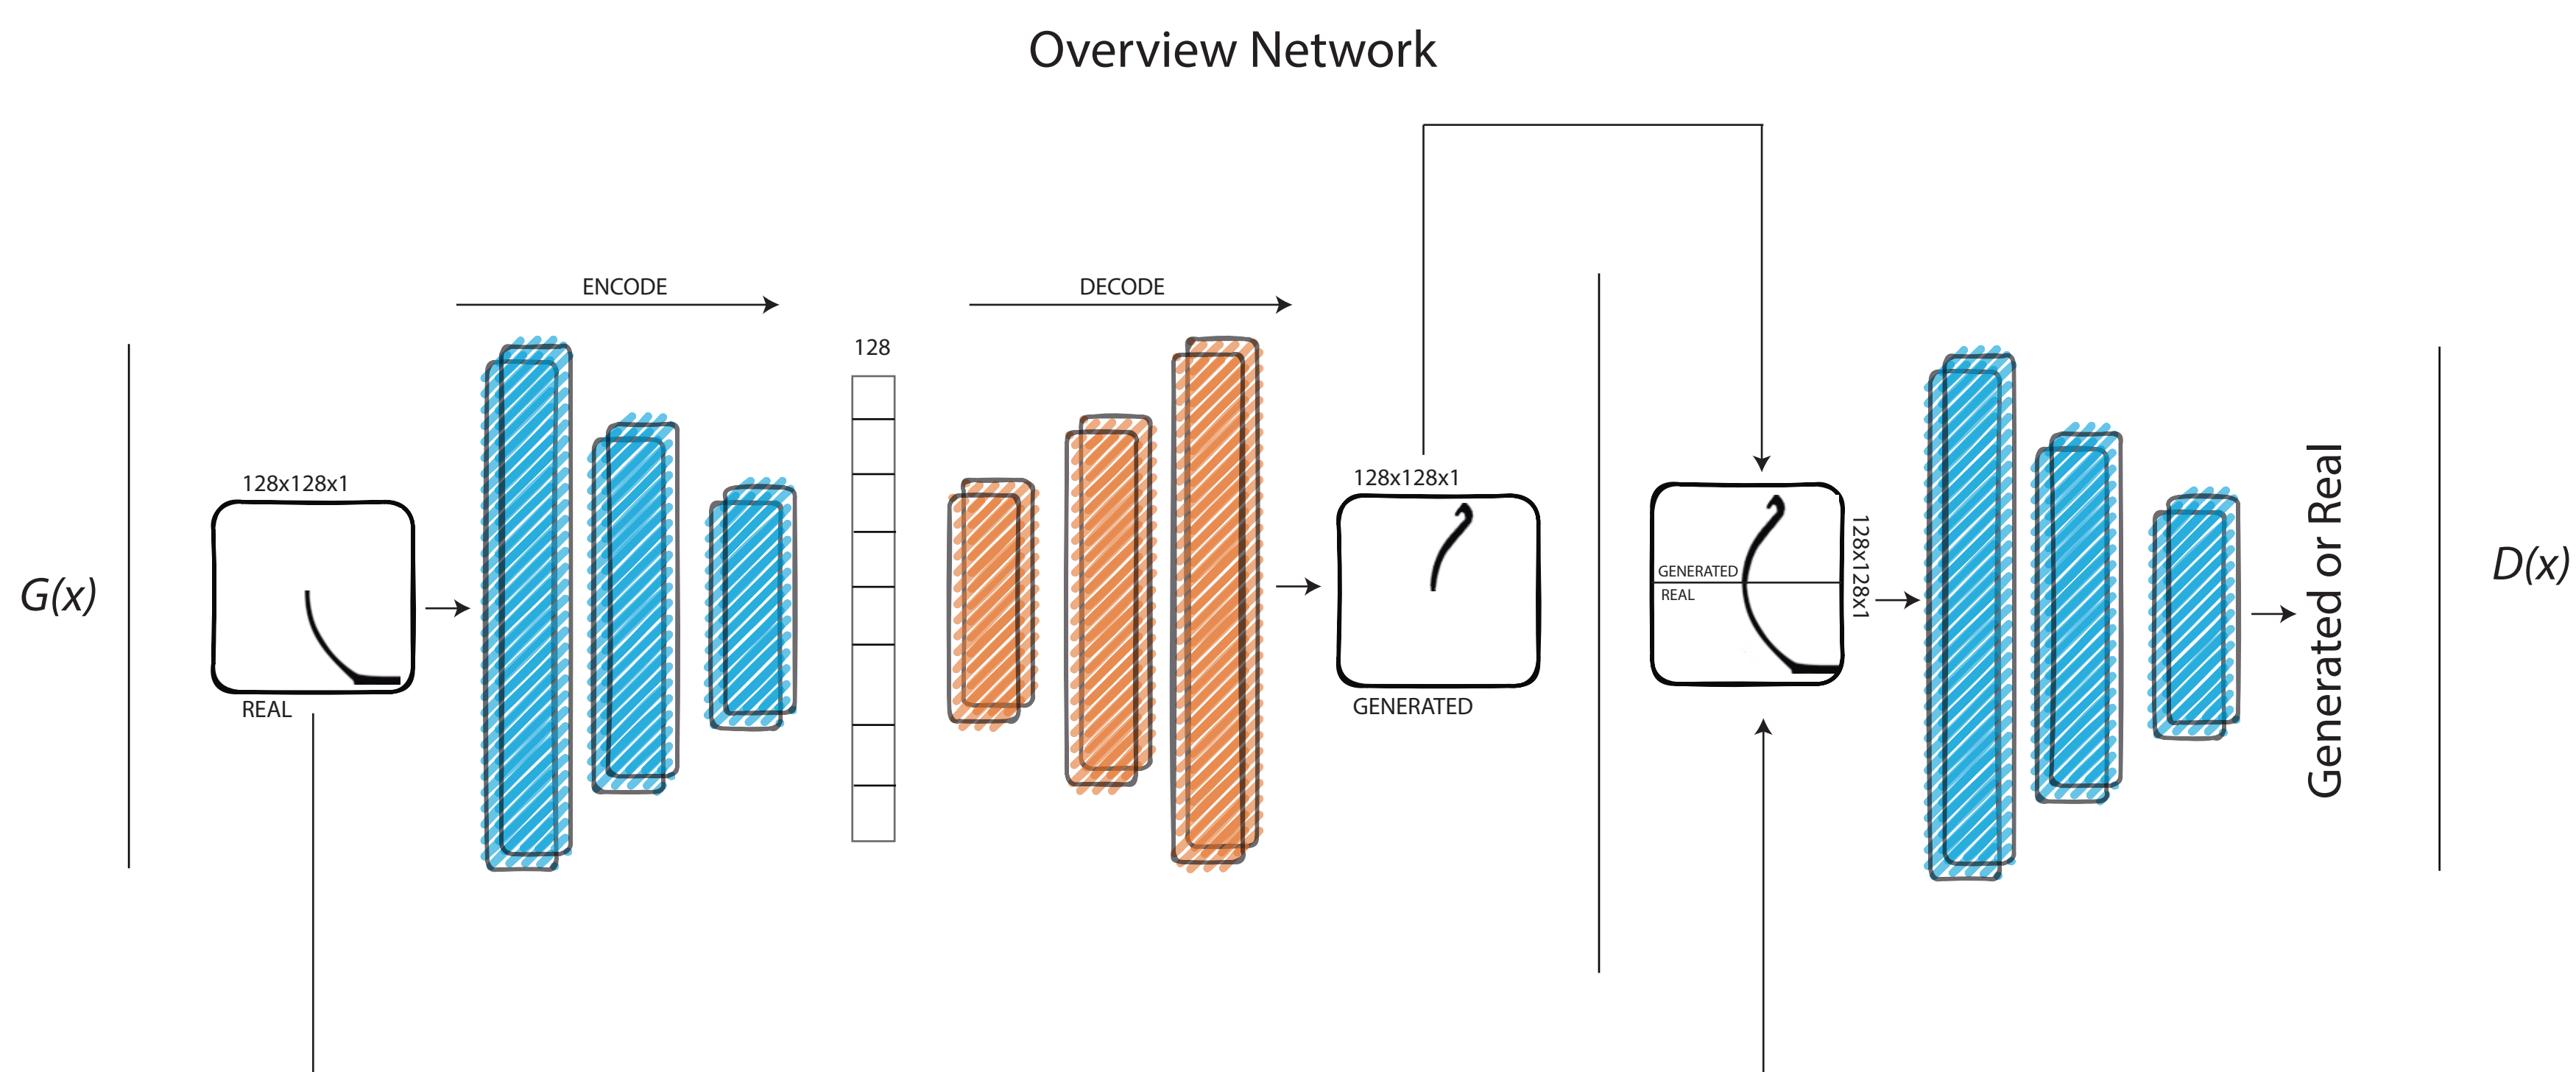 Overview Network
ENCODE
DECODE
128
128x128x1
128x128x1
G(x)
REAL
GENERATED
GENERATED
REAL
128x128x1
Generated or Real
D(x)